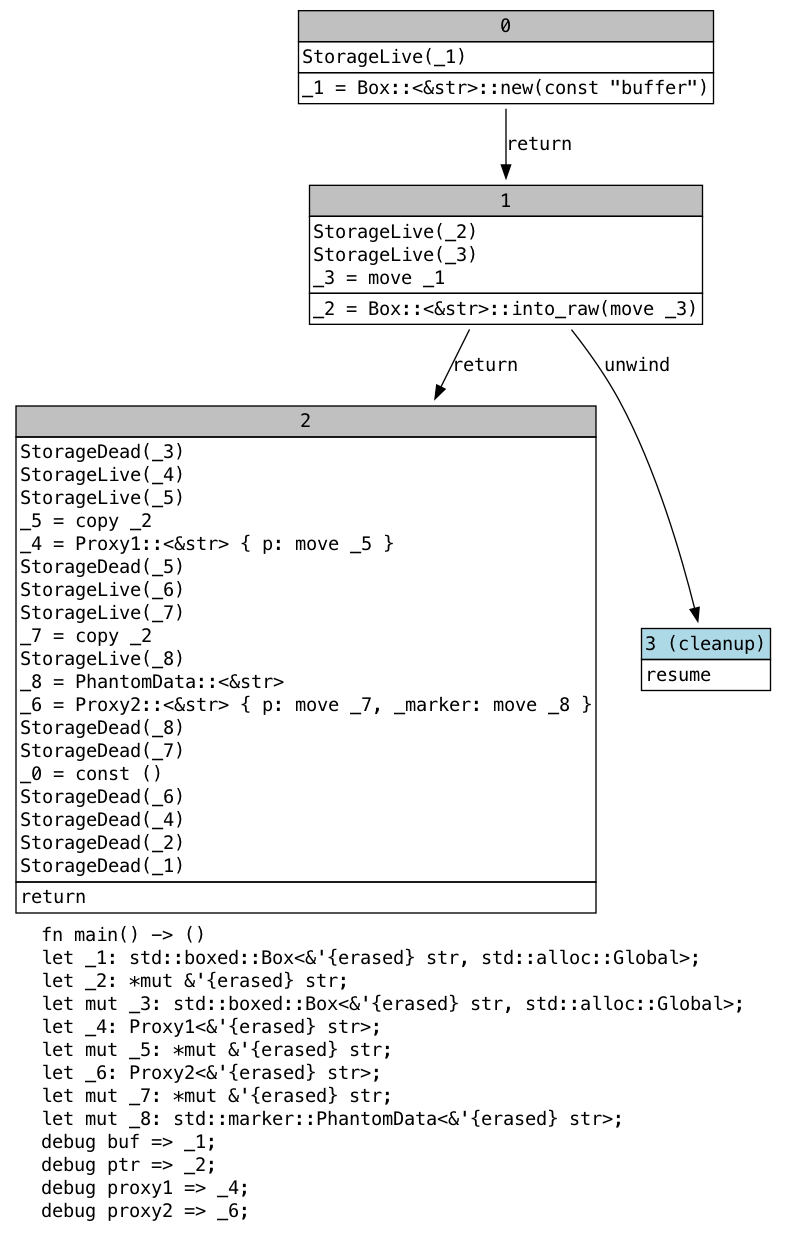 0
StorageLive(_1)
_1 = Box::<&str>::new(const "buffer")
return
1
StorageLive(_2)
StorageLive(_3)
_3 = move _1
_2 = Box::<&str>::into_raw(move _3)
return
unwind
2
StorageDead(_3)
StorageLive(_4)
StorageLive(_5)
_5 = copy _2
_4 = Proxy1::<&str> { p: move _5 }
StorageDead(_5)
StorageLive(_6)
StorageLive(_7)
_7 = copy _2
StorageLive(_8)
_8 = PhantomData::<&str>
_6 = Proxy2::<&str> { p: move _7, _marker: move _8 }
StorageDead(_8)
StorageDead(_7)
_0 = const ()
StorageDead(_6)
StorageDead(_4)
StorageDead(_2)
StorageDead(_1)
return
3 (cleanup)
resume
fn main() -> ()
let _1: std::boxed::Box<&'{erased} str, std::alloc::Global>;
let _2: *mut &'{erased} str;
let mut _3: std::boxed::Box<&'{erased} str, std::alloc::Global>;
let _4: Proxy1<&'{erased} str>;
let mut _5: *mut &'{erased} str;
let _6: Proxy2<&'{erased} str>;
let mut _7: *mut &'{erased} str;
let mut _8: std::marker::PhantomData<&'{erased} str>;
debug buf => _1;
debug ptr => _2;
debug proxy1 => _4;
debug proxy2 => _6;